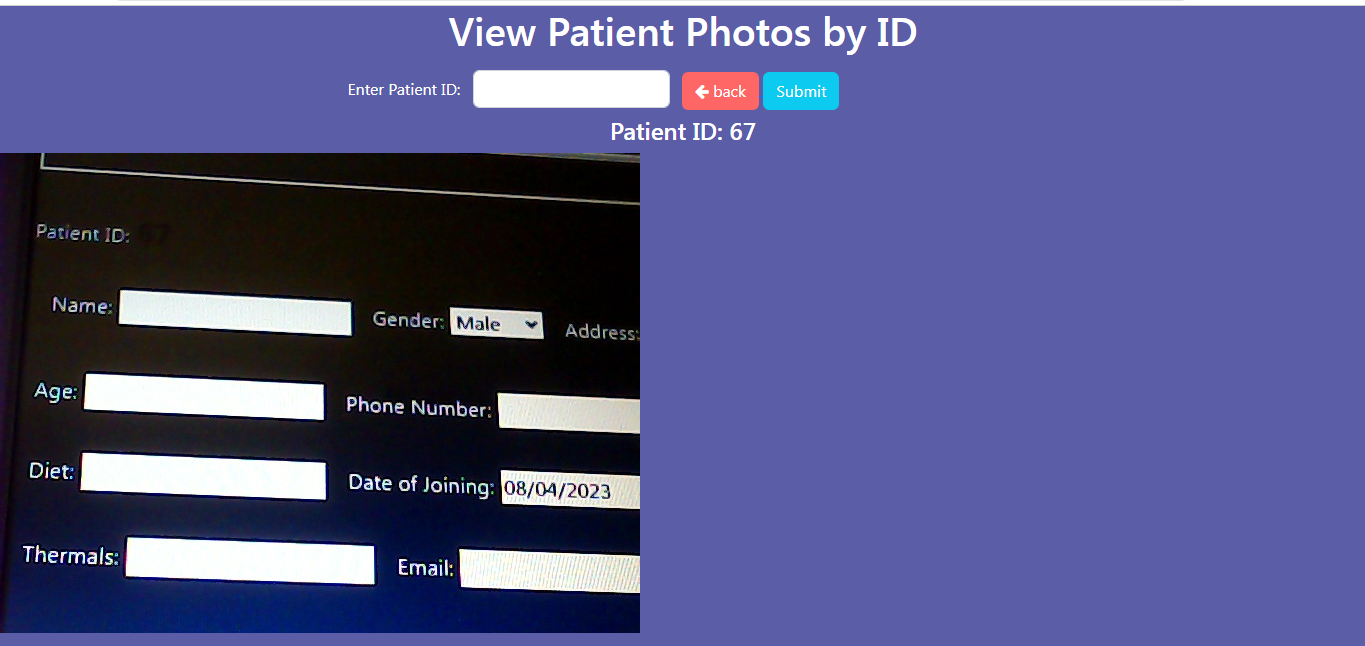 View Patient Photos by ID
Enter Patient ID:
back Submit
Patient ID: 67
Patient ID: 67
Name: Gender: Male Address:
Age: Phone Number:
Diet: Date of Joining: 08/04/2023
Thermals: Email: